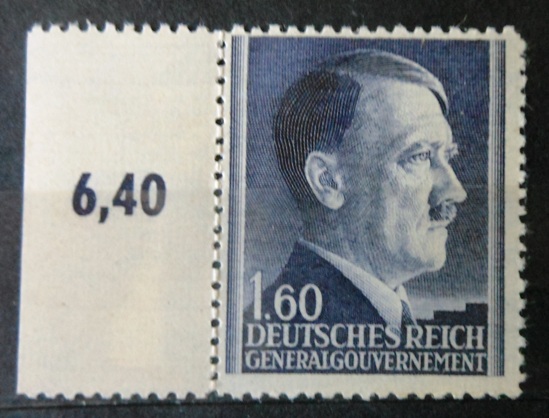 6,40
1.60
DEUTSCHES REICH
GENERALGOUVERNEMENT